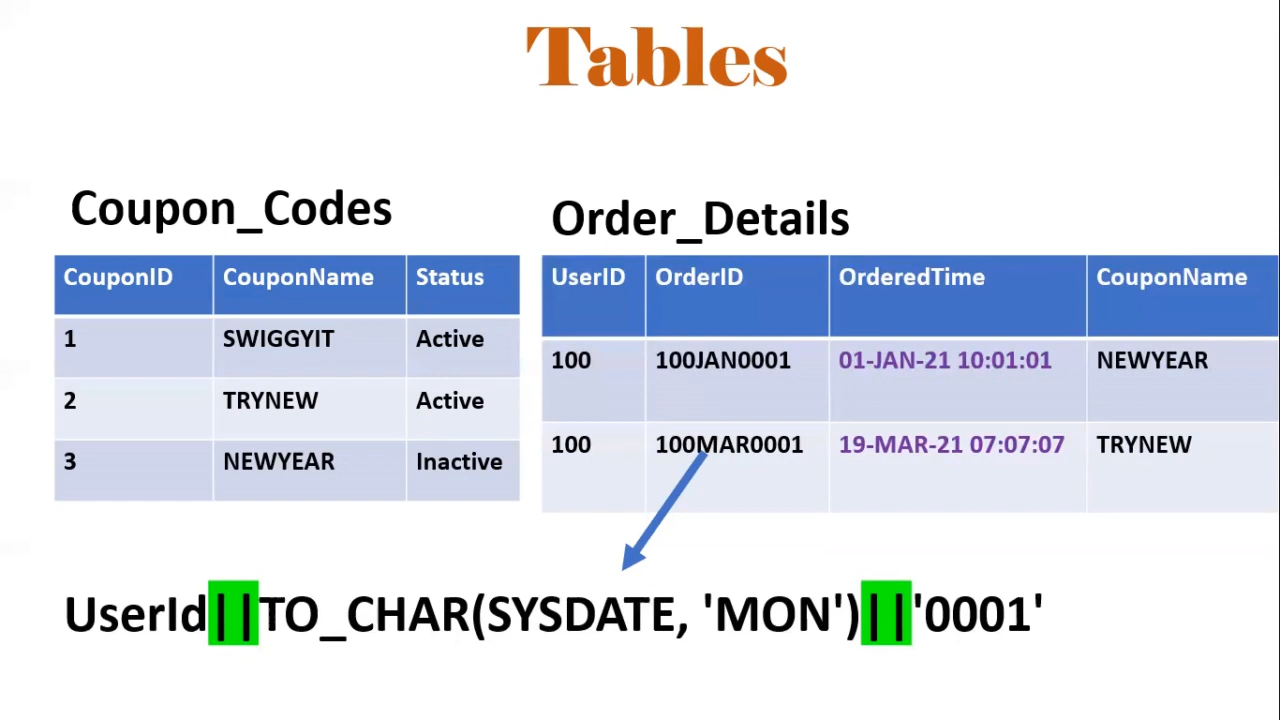 Tables
Coupon_Codes
CouponID CouponName Status
1 SWIGGYIT Active
2 TRYNEW Active
3 NEWYEAR Inactive
Order_Details
UserID OrderID OrderedTime CouponName
100 100JAN0001 01-JAN-21 10:01:01 NEWYEAR
100 100MAR0001 19-MAR-21 07:07:07 TRYNEW
UserId||TO_CHAR(SYSDATE, 'MON')||'0001'